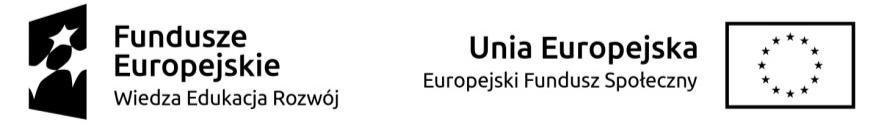 Fundusze
Europejskie
Wiedza Edukacja Rozwój
Unia Europejska
Europejski Fundusz Społeczny